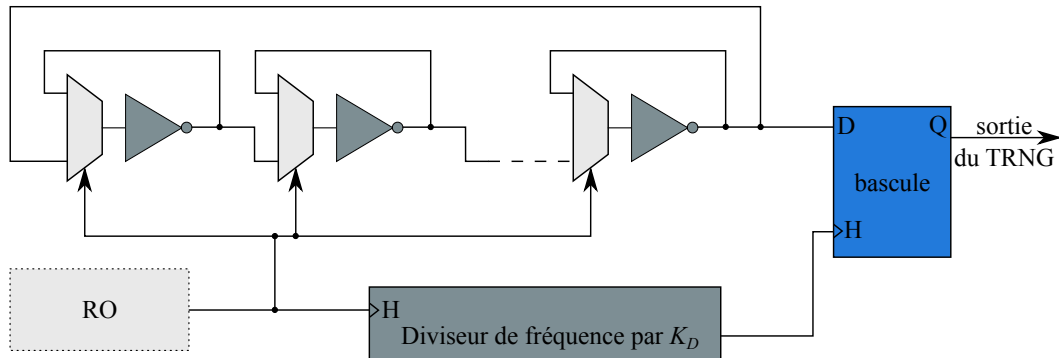 D
Q
sortie
du TRNG
bascule
H
RO
H
Diviseur de fréquence par K_D